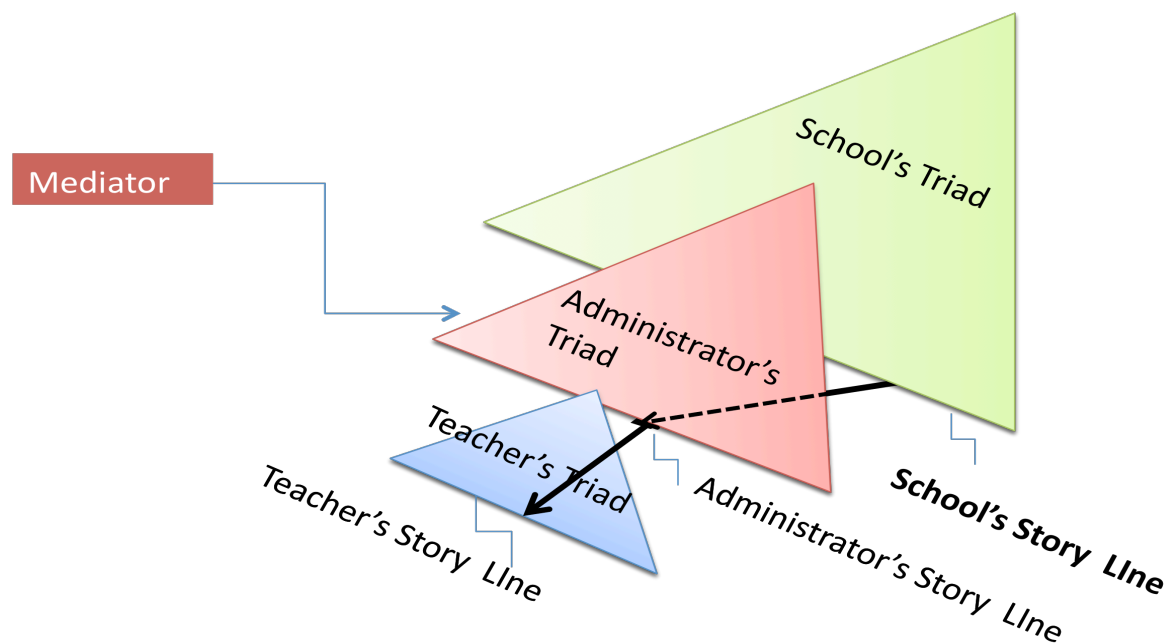 School's Triad
Mediator
Administrator's
Triad
Teacher's Triad
Teacher's Story LIne
Administrator's Story LIne
School's Story LIne